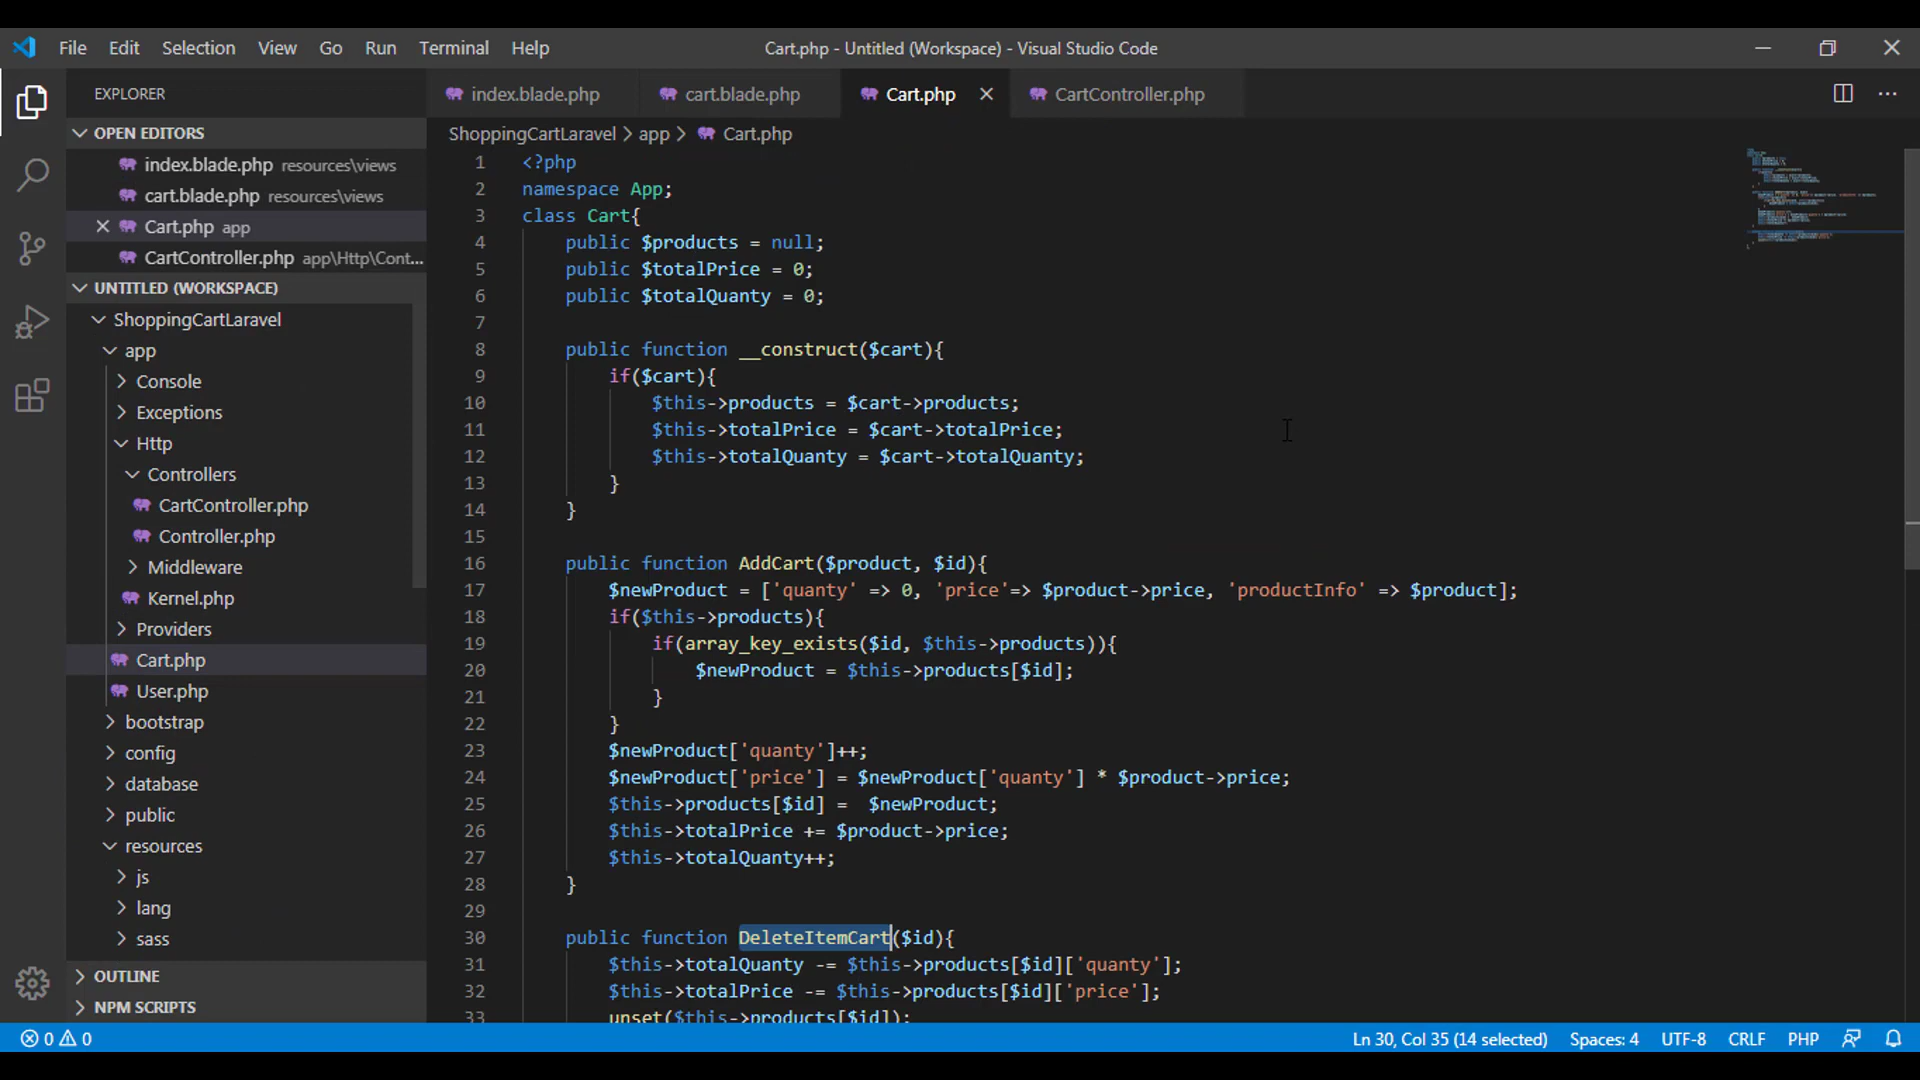 File Edit Selection View Go Run Terminal Help
Cart.php - Untitled (Workspace) - Visual Studio Code
EXPLORER
OPEN EDITORS
index.blade.php resources\views
cart.blade.php resources\views
Cart.php app
CartController.php app\Http\Cont...
UNTITLED (WORKSPACE)
ShoppingCartLaravel
app
Console
Exceptions
Http
Controllers
CartController.php
Controller.php
Middleware
Kernel.php
Providers
Cart.php
User.php
bootstrap
config
database
public
resources
js
lang
sass
OUTLINE
NPM SCRIPTS
index.blade.php cart.blade.php Cart.php CartController.php
ShoppingCartLaravel > app > Cart.php
1 <?php
2 namespace App;
3 class Cart{
4 public $products = null;
5 public $totalPrice = 0;
6 public $totalQuanty = 0;
7
8 public function __construct($cart){
9 if($cart){
10 $this->products = $cart->products;
11 $this->totalPrice = $cart->totalPrice;
12 $this->totalQuanty = $cart->totalQuanty;
13 }
14 }
15
16 public function AddCart($product, $id){
17 $newProduct = ['quanty' => 0, 'price'=> $product->price, 'productInfo' => $product];
18 if($this->products){
19 if(array_key_exists($id, $this->products)){
20 $newProduct = $this->products[$id];
21 }
22 }
23 $newProduct['quanty']++;
24 $newProduct['price'] = $newProduct['quanty'] * $product->price;
25 $this->products[$id] =  $newProduct;
26 $this->totalPrice += $product->price;
27 $this->totalQuanty++;
28 }
29
30 public function DeleteItemCart($id){
31 $this->totalQuanty -= $this->products[$id]['quanty'];
32 $this->totalPrice -= $this->products[$id]['price'];
33 unset($this->products[$id]);
0 0 Ln 30, Col 35 (14 selected) Spaces: 4 UTF-8 CRLF PHP